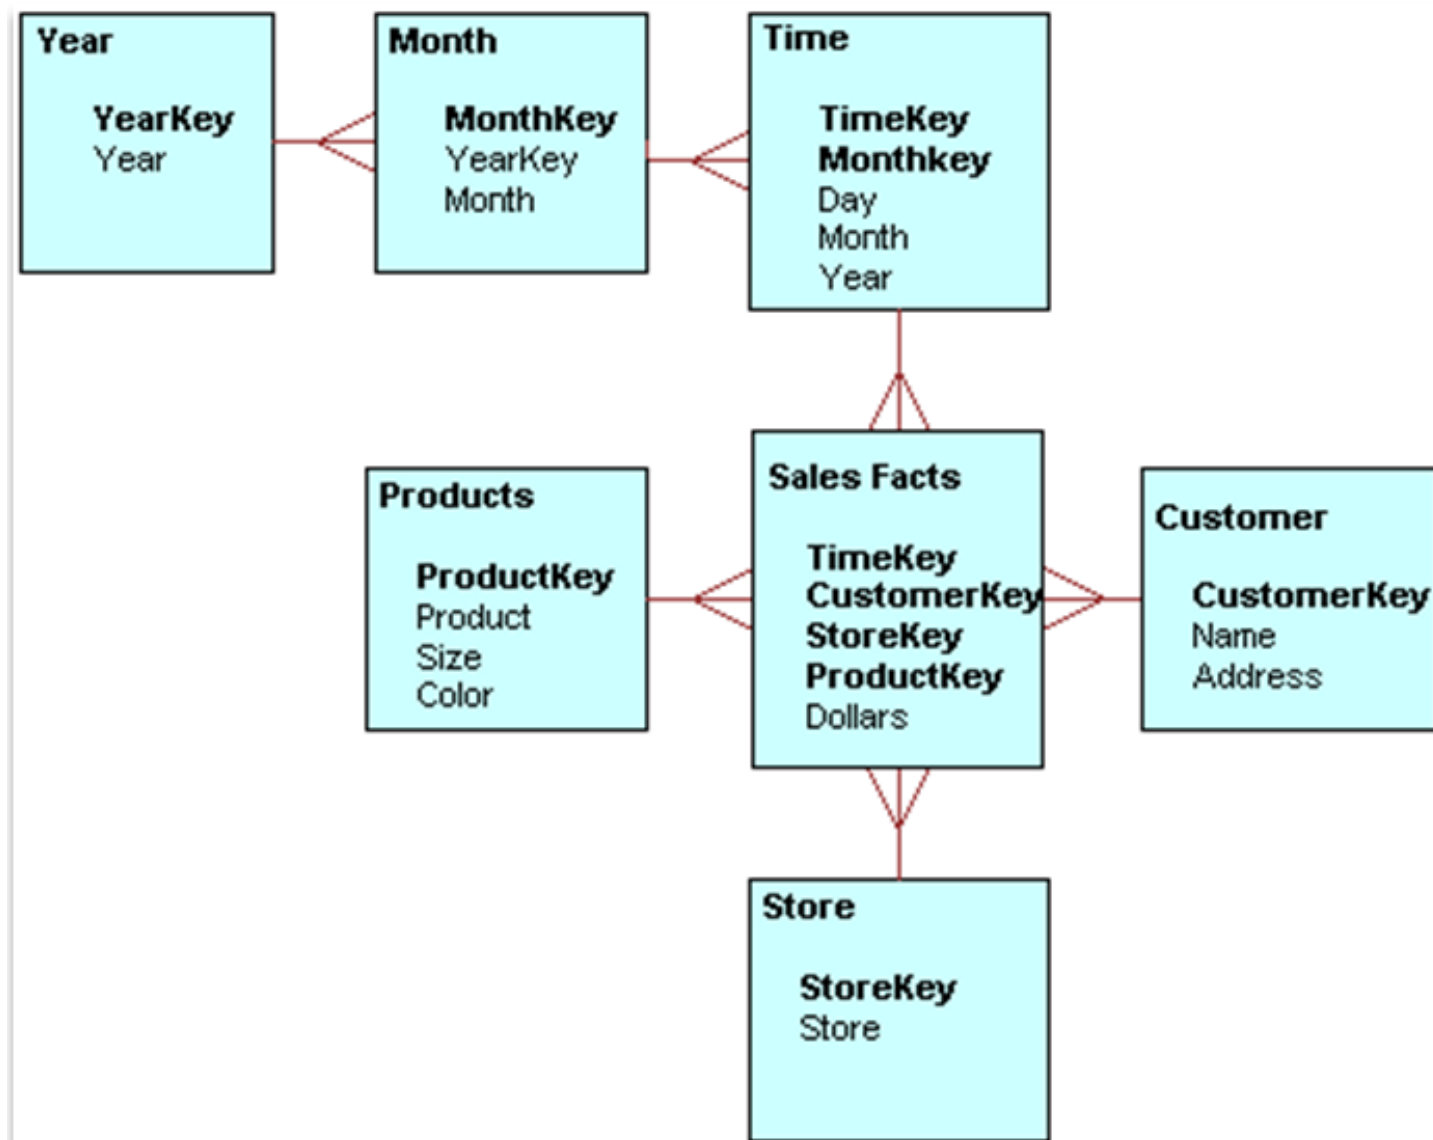 Year
YearKey
Year
Month
MonthKey
YearKey
Month
Time
TimeKey
Monthkey
Day
Month
Year
Products
ProductKey
Product
Size
Color
Sales Facts
TimeKey
CustomerKey
StoreKey
ProductKey
Dollars
Customer
CustomerKey
Name
Address
Store
StoreKey
Store